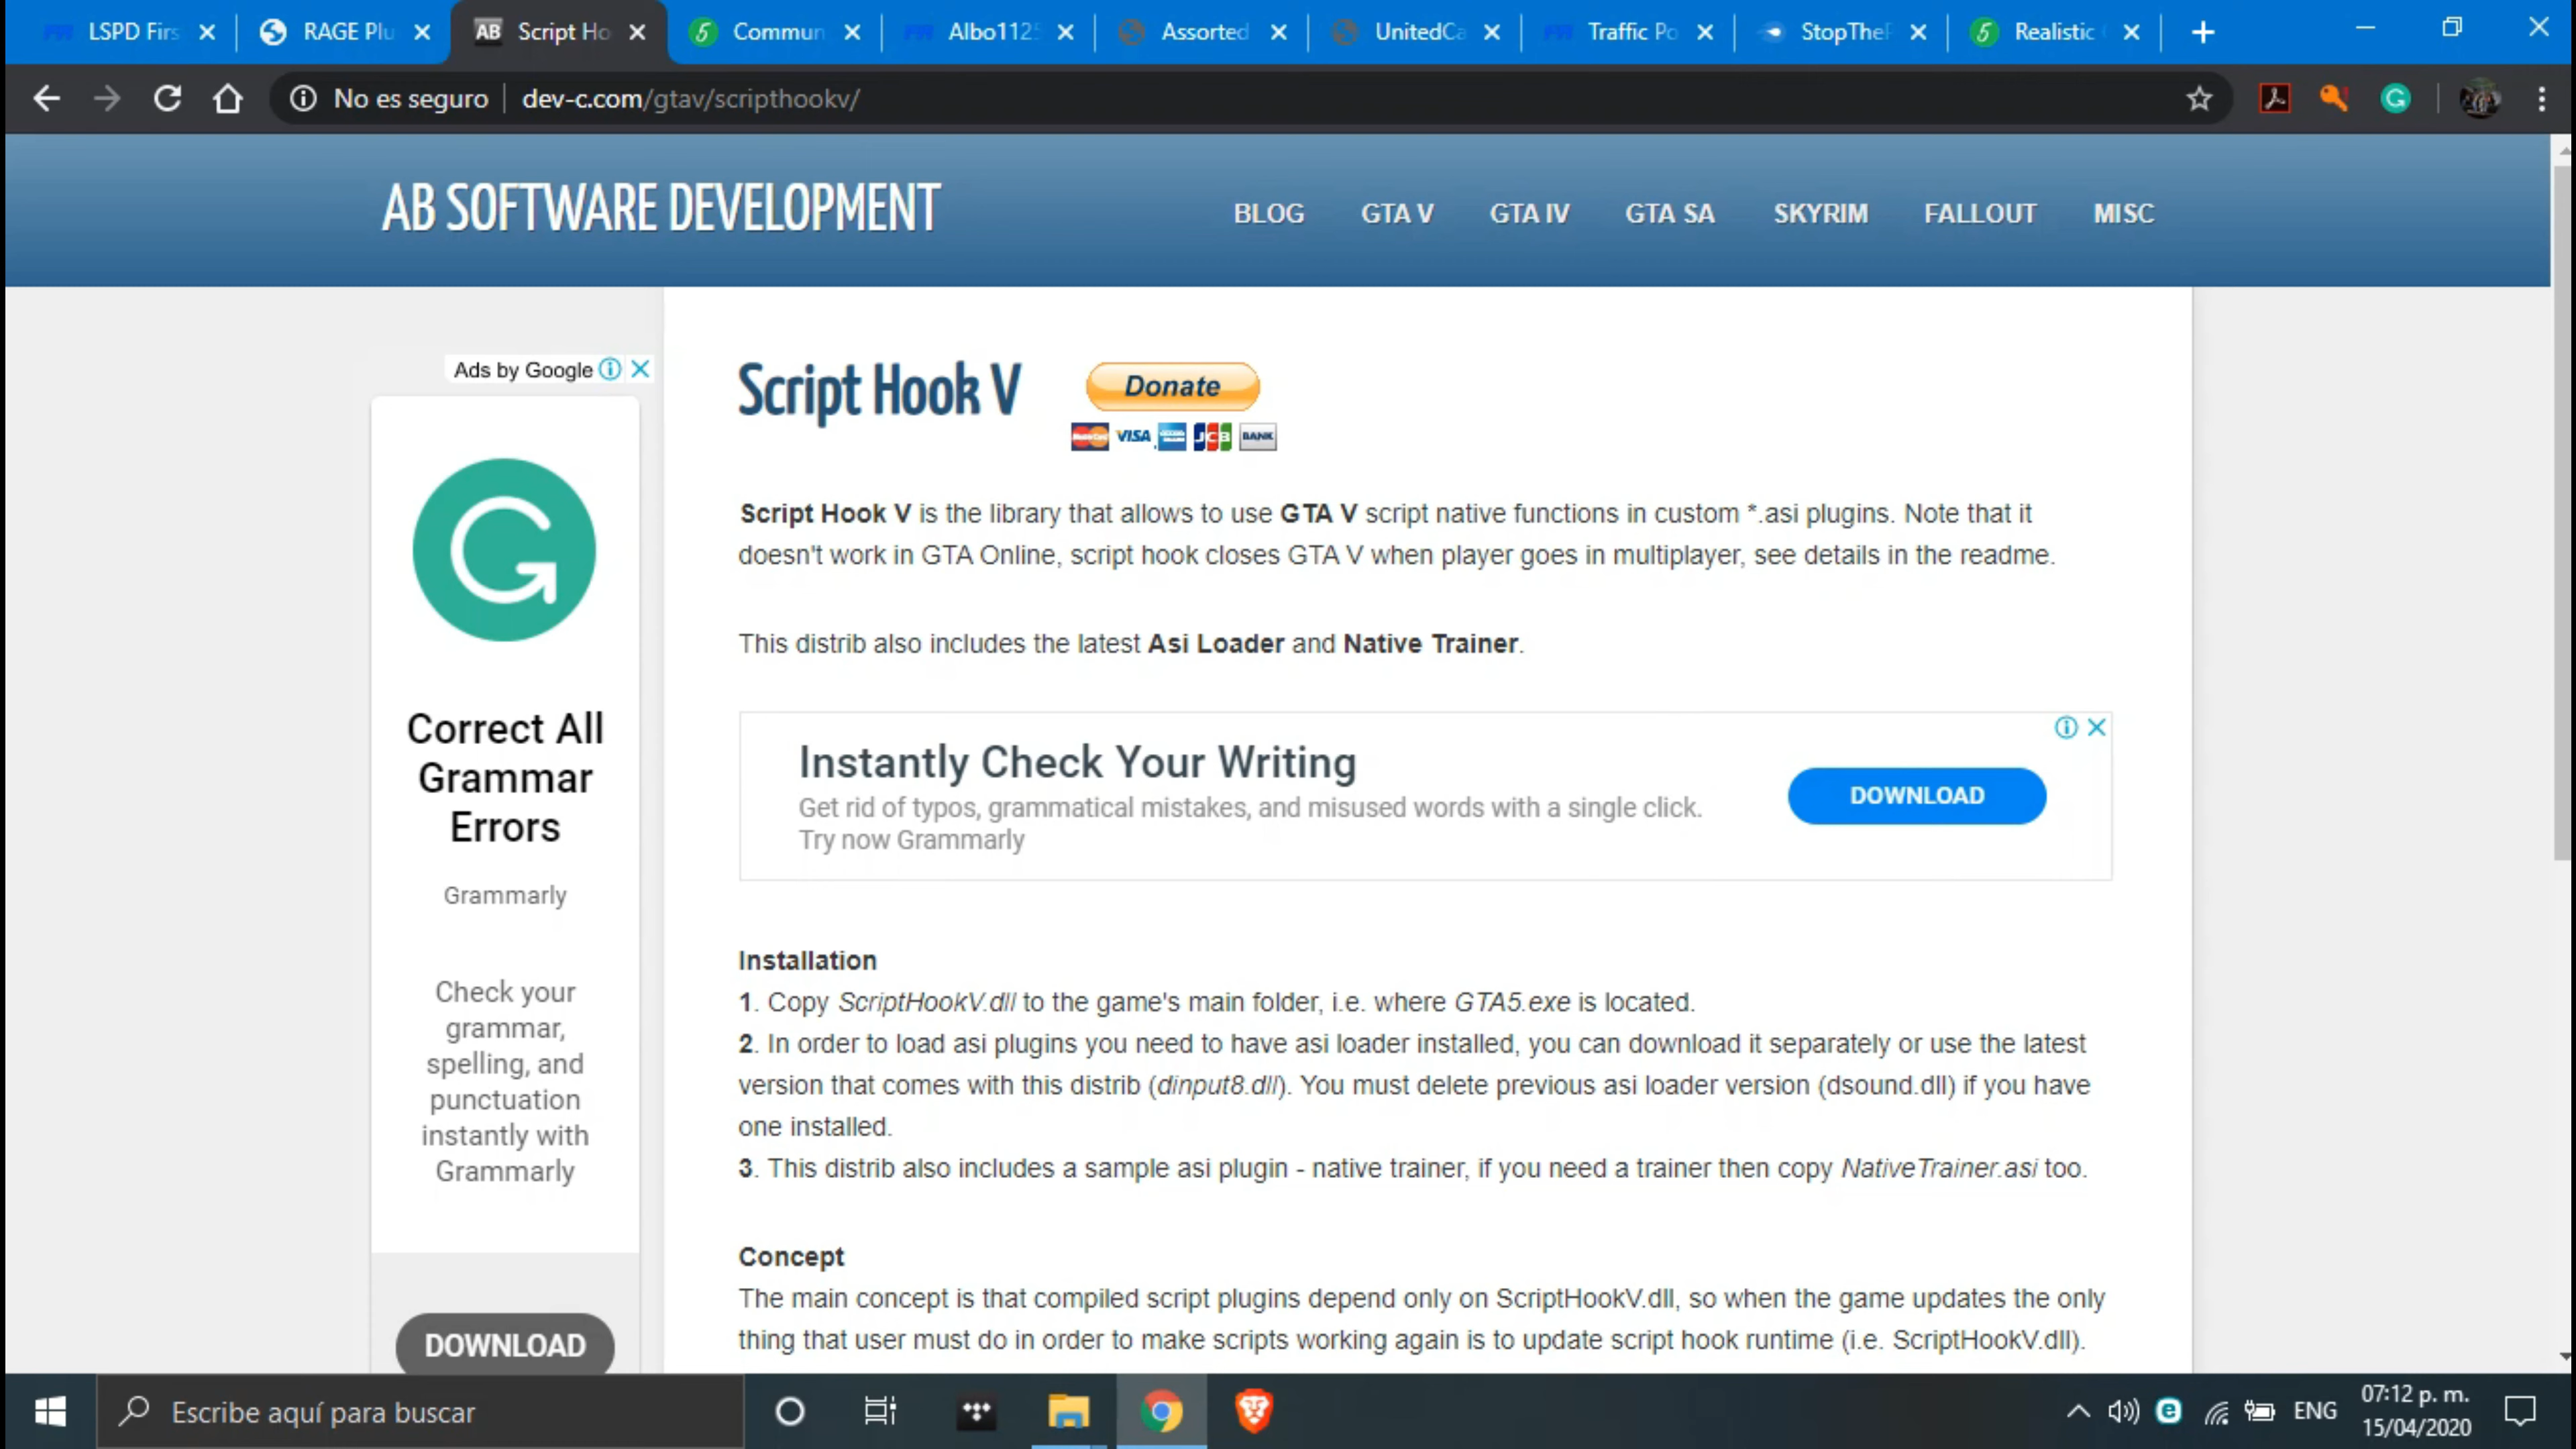 LSPD Firs
RAGE Plu
AB Script Ho
5 Commun
Albo1125
Assorted
UnitedCa
Traffic Po
StopTheP
5 Realistic
No es seguro | dev-c.com/gtav/scripthookv/
AB SOFTWARE DEVELOPMENT
BLOG GTA V GTA IV GTA SA SKYRIM FALLOUT MISC
Ads by Google
Correct All
Grammar
Errors
Grammarly
Check your
grammar,
spelling, and
punctuation
instantly with
Grammarly
DOWNLOAD
Script Hook V
Donate
MasterCard VISA JCB BANK
Script Hook V is the library that allows to use GTA V script native functions in custom *.asi plugins. Note that it
doesn't work in GTA Online, script hook closes GTA V when player goes in multiplayer, see details in the readme.
This distrib also includes the latest Asi Loader and Native Trainer.
Instantly Check Your Writing
Get rid of typos, grammatical mistakes, and misused words with a single click.
Try now Grammarly
DOWNLOAD
Installation
1. Copy ScriptHookV.dll to the game's main folder, i.e. where GTA5.exe is located.
2. In order to load asi plugins you need to have asi loader installed, you can download it separately or use the latest
version that comes with this distrib (dinput8.dll). You must delete previous asi loader version (dsound.dll) if you have
one installed.
3. This distrib also includes a sample asi plugin - native trainer, if you need a trainer then copy NativeTrainer.asi too.
Concept
The main concept is that compiled script plugins depend only on ScriptHookV.dll, so when the game updates the only
thing that user must do in order to make scripts working again is to update script hook runtime (i.e. ScriptHookV.dll).
Escribe aquí para buscar
ENG
07:12 p. m.
15/04/2020